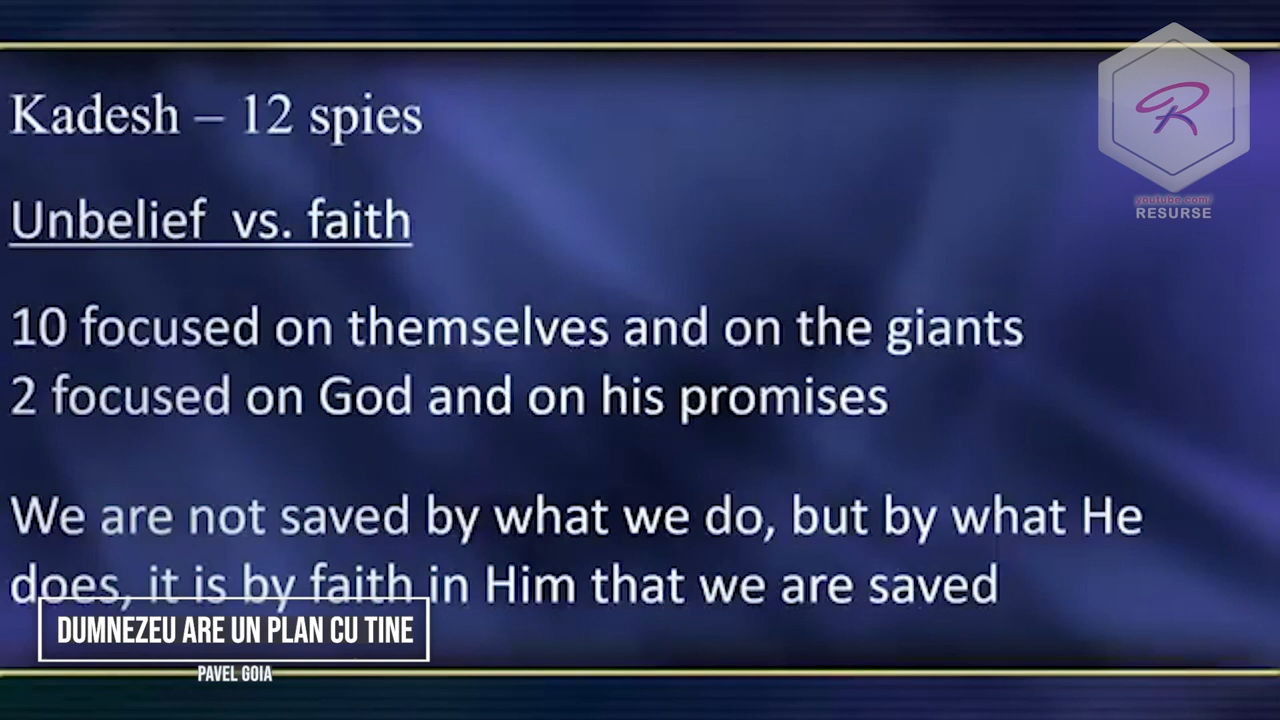 Kadesh – 12 spies
Unbelief vs. faith
10 focused on themselves and on the giants
2 focused on God and on his promises
We are not saved by what we do, but by what He
does, it is by faith in Him that we are saved
DUMNEZEU ARE UN PLAN CU TINE
PAVEL GOIA
R
youtube.com/
RESURSE